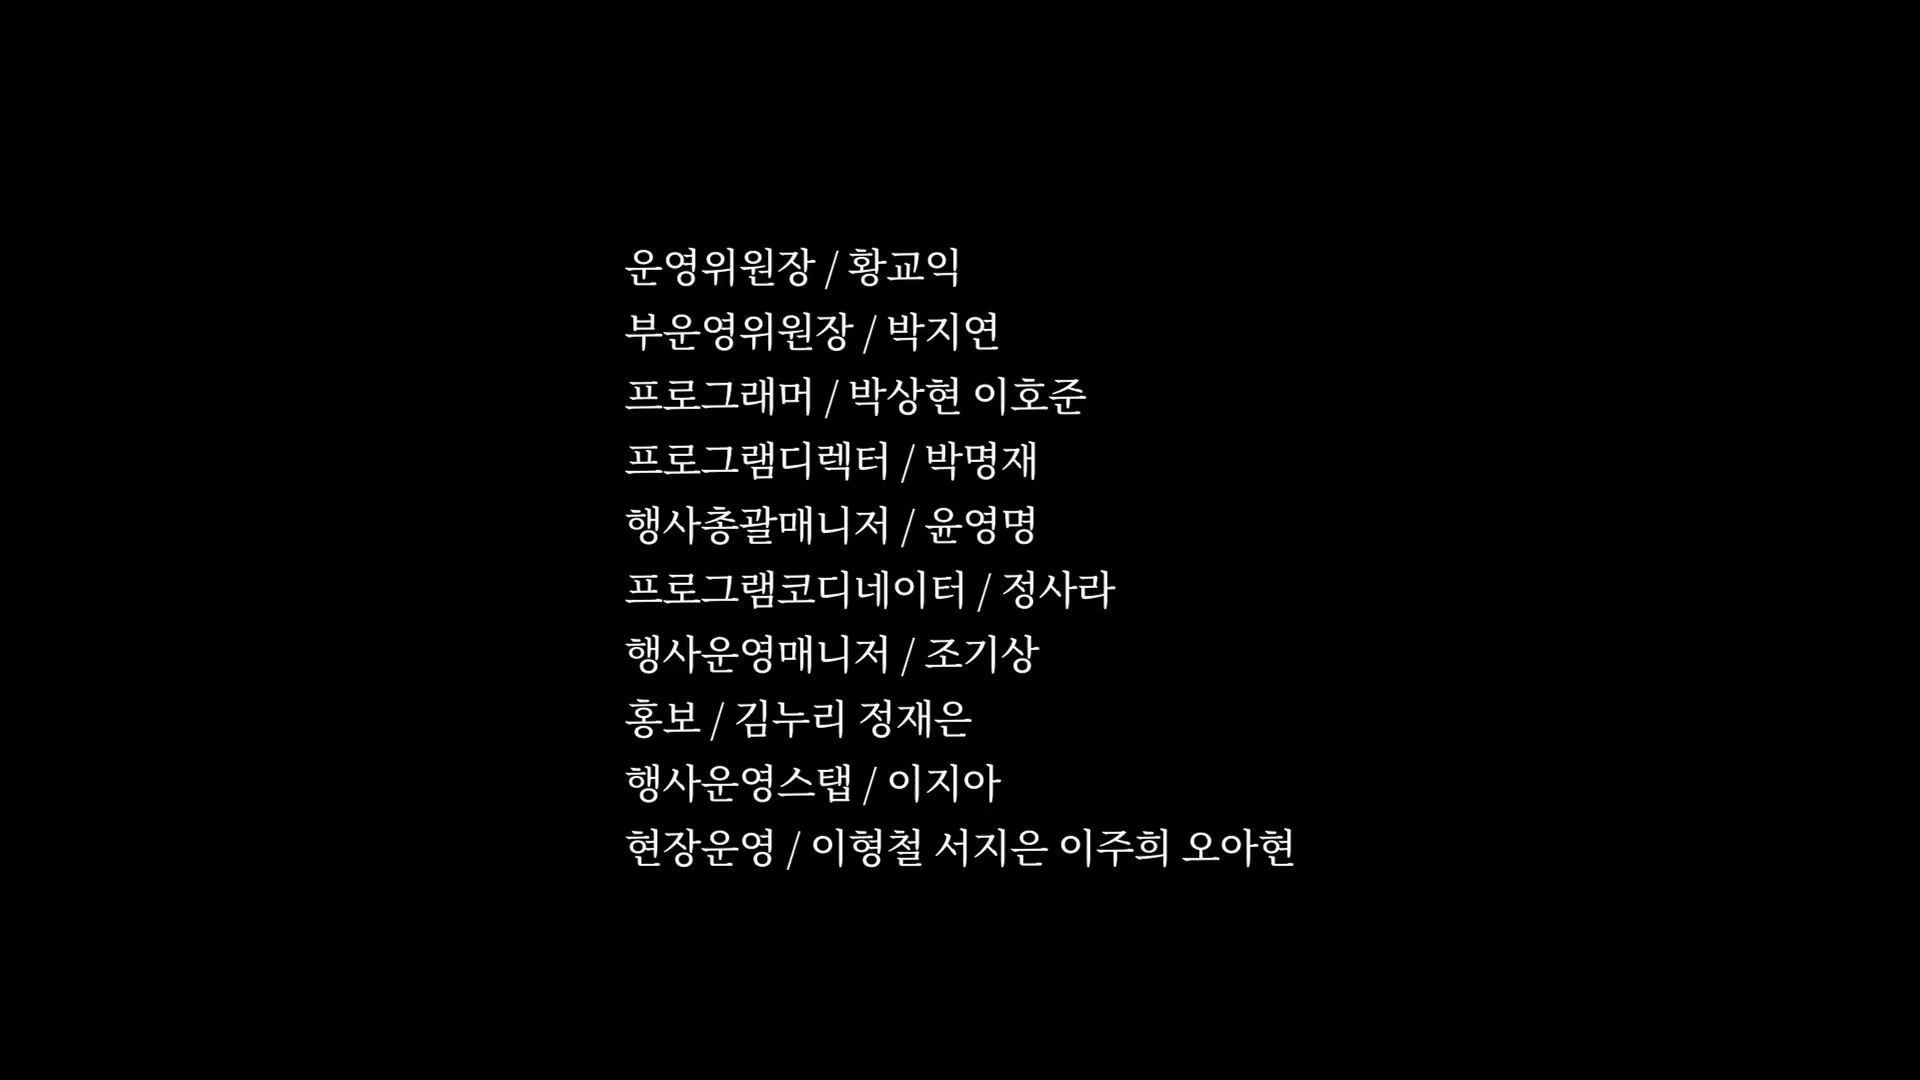 운영위원장 / 황교익
부운영위원장 / 박지연
프로그래머 / 박상현 이호준
프로그램디렉터 / 박명재
행사총괄매니저 / 윤영명
프로그램코디네이터 / 정사라
행사운영매니저 / 조기상
홍보 / 김누리 정재은
행사운영스탭 / 이지아
현장운영 / 이형철 서지은 이주희 오아현